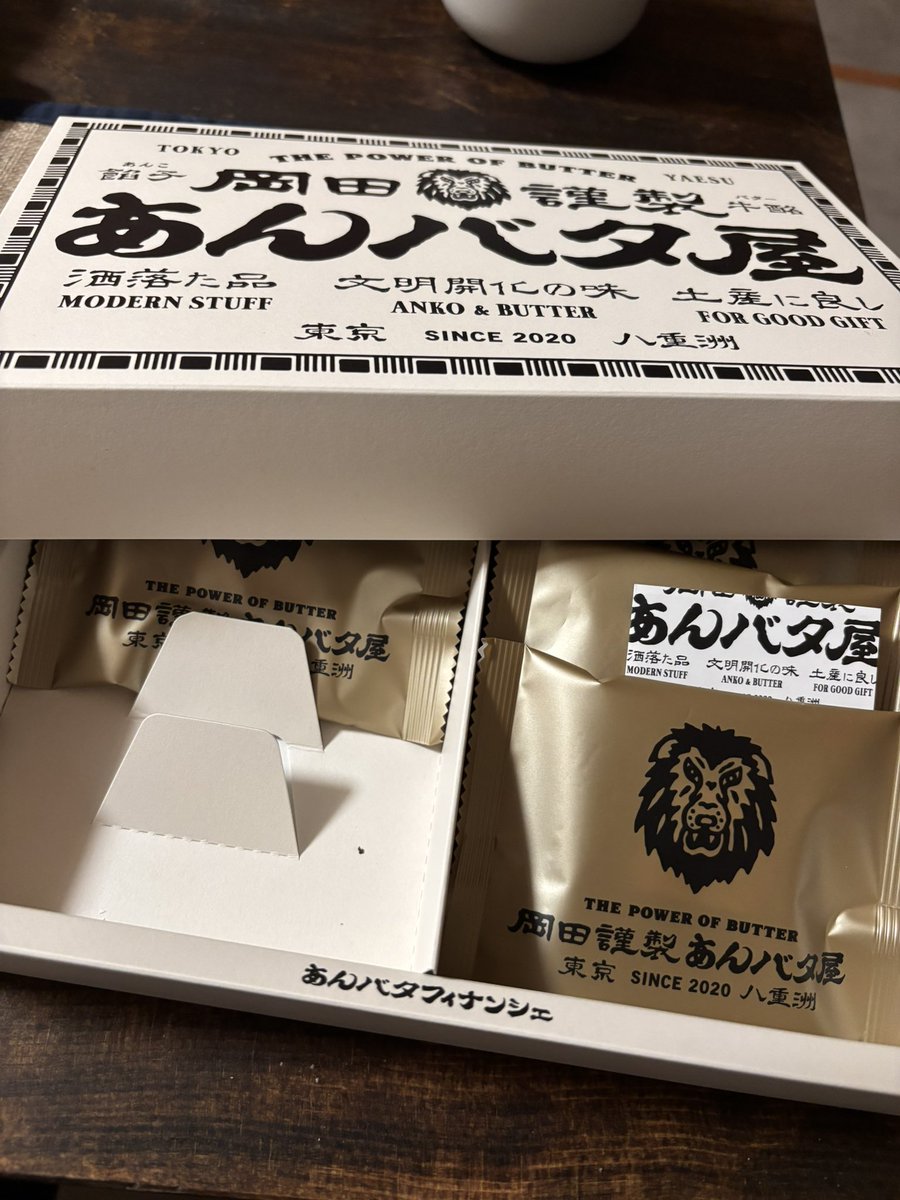 TOKYO THE POWER OF BUTTER YAESU
あんこ バター
餡子 岡田 謹製 牛酪
あんバタ屋
洒落た品 文明開化の味 土産に良し
MODERN STUFF ANKO & BUTTER FOR GOOD GIFT
東京 SINCE 2020 八重洲
THE POWER OF BUTTER
岡田謹製あんバタ屋
東京
重洲
岡田 謹製
あんバタ屋
洒落た品 文明開化の味 土産に良し
MODERN STUFF ANKO & BUTTER FOR GOOD GIFT
八重洲
THE POWER OF BUTTER
岡田謹製あんバタ屋
東京 SINCE 2020 八重洲
あんバタフィナンシェ